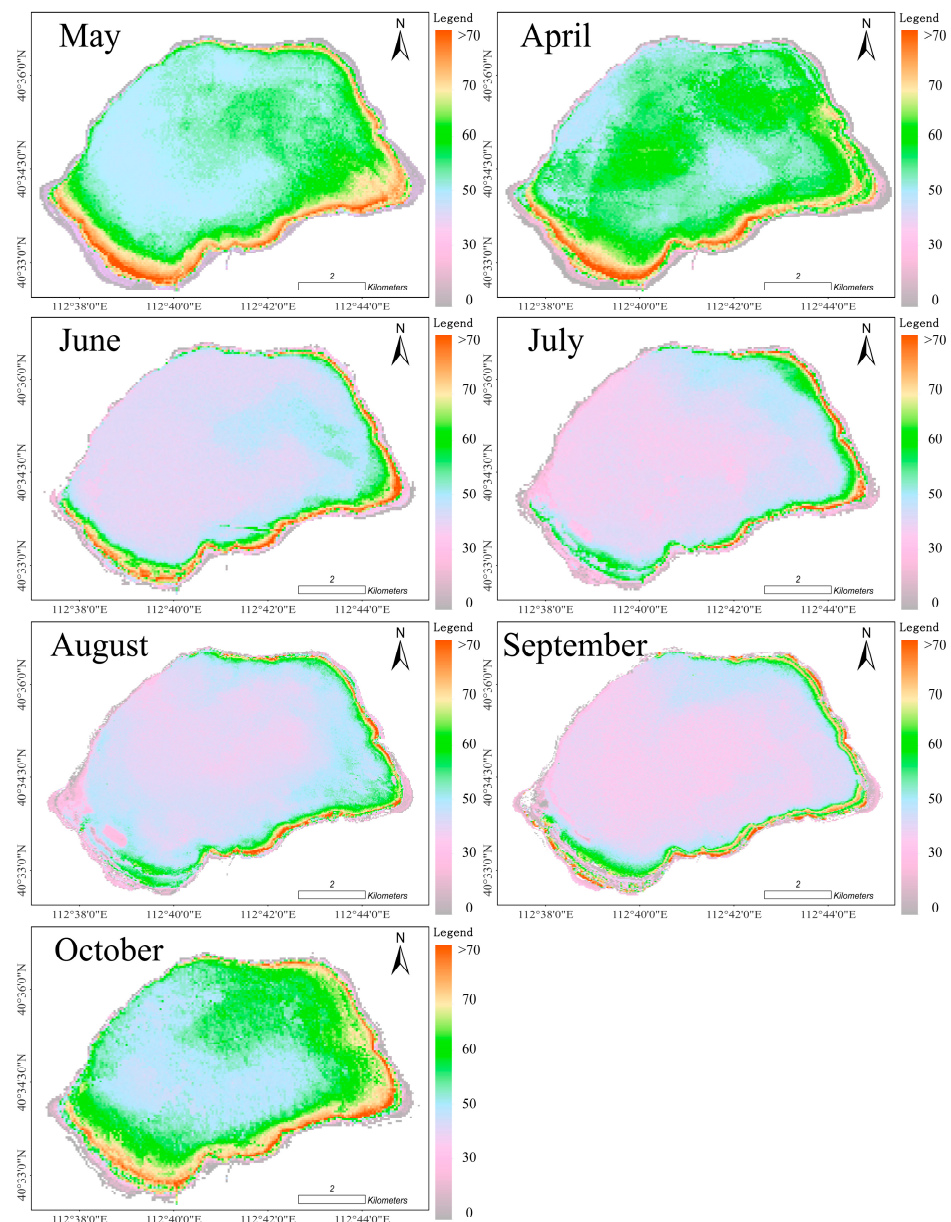 May
N
Legend
>70
70
60
50
30
0
40°36'0"N
40°34'30"N
40°33'0"N
2
Kilometers
112°38'0"E
112°40'0"E
112°42'0"E
112°44'0"E
April
N
Legend
>70
70
60
50
30
0
40°36'0"N
40°34'30"N
40°33'0"N
2
Kilometers
112°38'0"E
112°40'0"E
112°42'0"E
112°44'0"E
June
N
Legend
>70
70
60
50
30
0
40°36'0"N
40°34'30"N
40°33'0"N
2
Kilometers
112°38'0"E
112°40'0"E
112°42'0"E
112°44'0"E
July
N
Legend
>70
70
60
50
30
0
40°36'0"N
40°34'30"N
40°33'0"N
2
Kilometers
112°38'0"E
112°40'0"E
112°42'0"E
112°44'0"E
August
N
Legend
>70
70
60
50
30
0
40°36'0"N
40°34'30"N
40°33'0"N
2
Kilometers
112°38'0"E
112°40'0"E
112°42'0"E
112°44'0"E
September
N
Legend
>70
70
60
50
30
0
40°36'0"N
40°34'30"N
40°33'0"N
2
Kilometers
112°38'0"E
112°40'0"E
112°42'0"E
112°44'0"E
October
N
Legend
>70
70
60
50
30
0
40°36'0"N
40°34'30"N
40°33'0"N
2
Kilometers
112°38'0"E
112°40'0"E
112°42'0"E
112°44'0"E